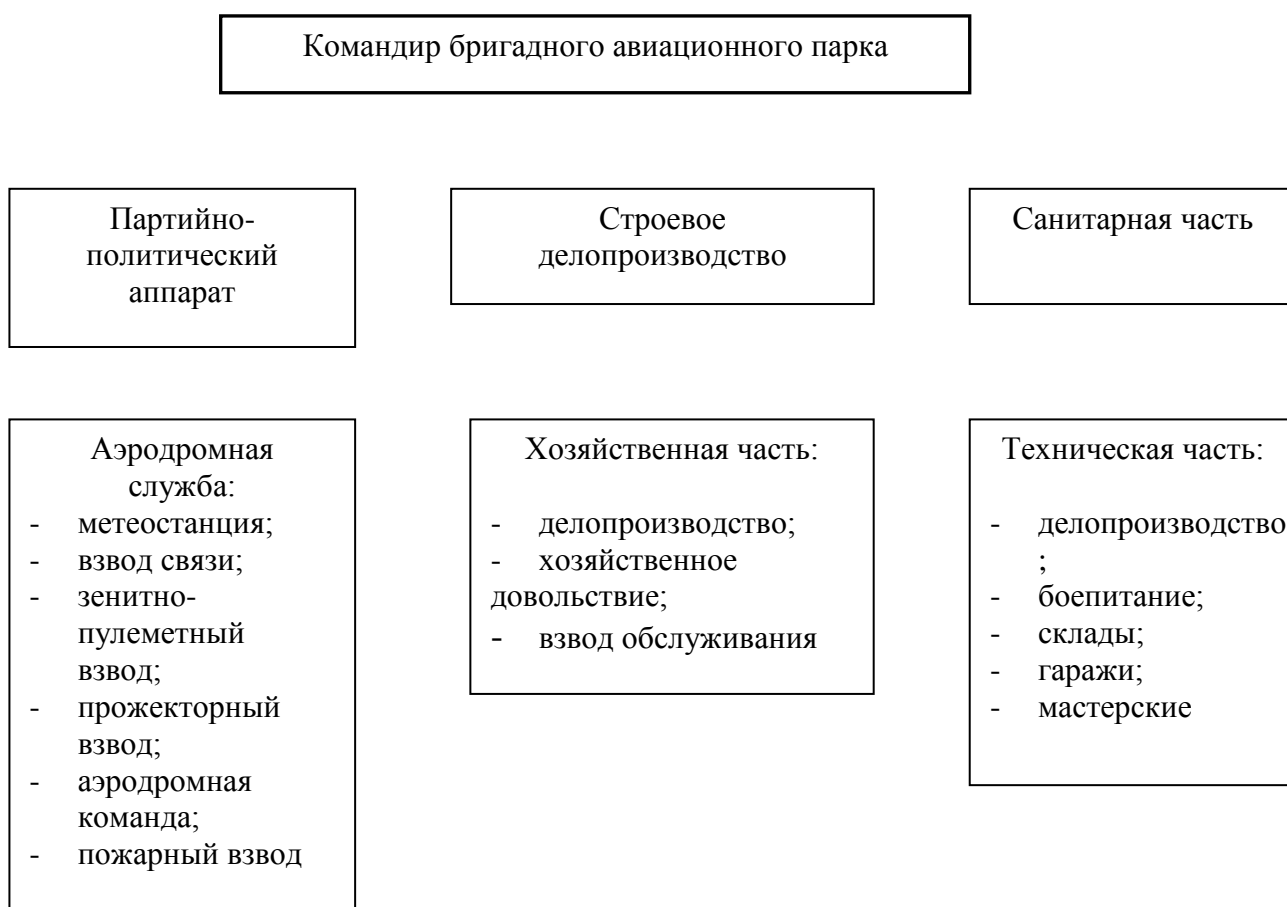 Командир бригадного авиационного парка
Партийно-
политический
аппарат
Строевое
делопроизводство
Санитарная часть
Аэродромная
служба:
- метеостанция;
- взвод связи;
- зенитно-
пулеметный
взвод;
- прожекторный
взвод;
- аэродромная
команда;
- пожарный взвод
Хозяйственная часть:
- делопроизводство;
- хозяйственное
довольствие;
- взвод обслуживания
Техническая часть:
- делопроизводство
;
- боепитание;
- склады;
- гаражи;
- мастерские